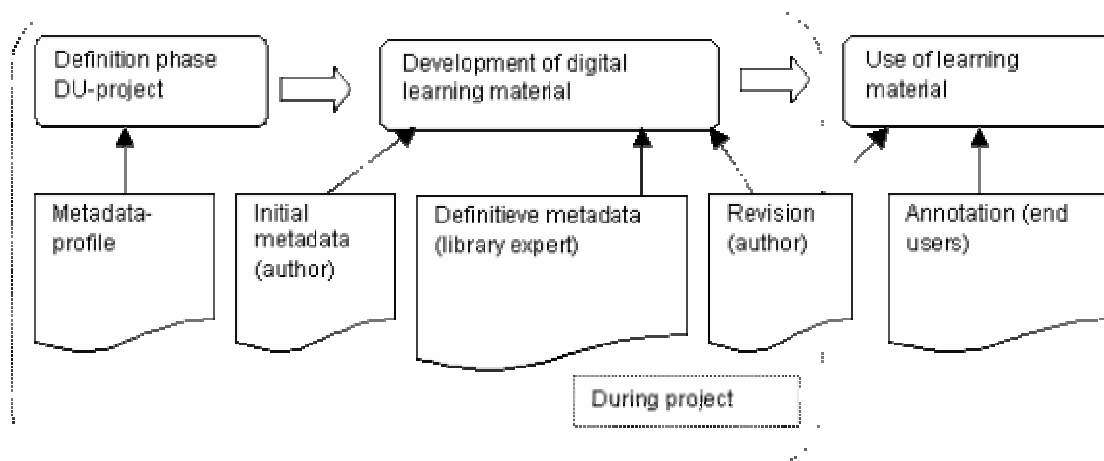 Definition phase
DU-project
Development of digital
learning material
Use of learning
material
Metadata-
profile
Initial
metadata
(author)
Definitieve metadata
(library expert)
Revision
(author)
Annotation (end
users)
During project